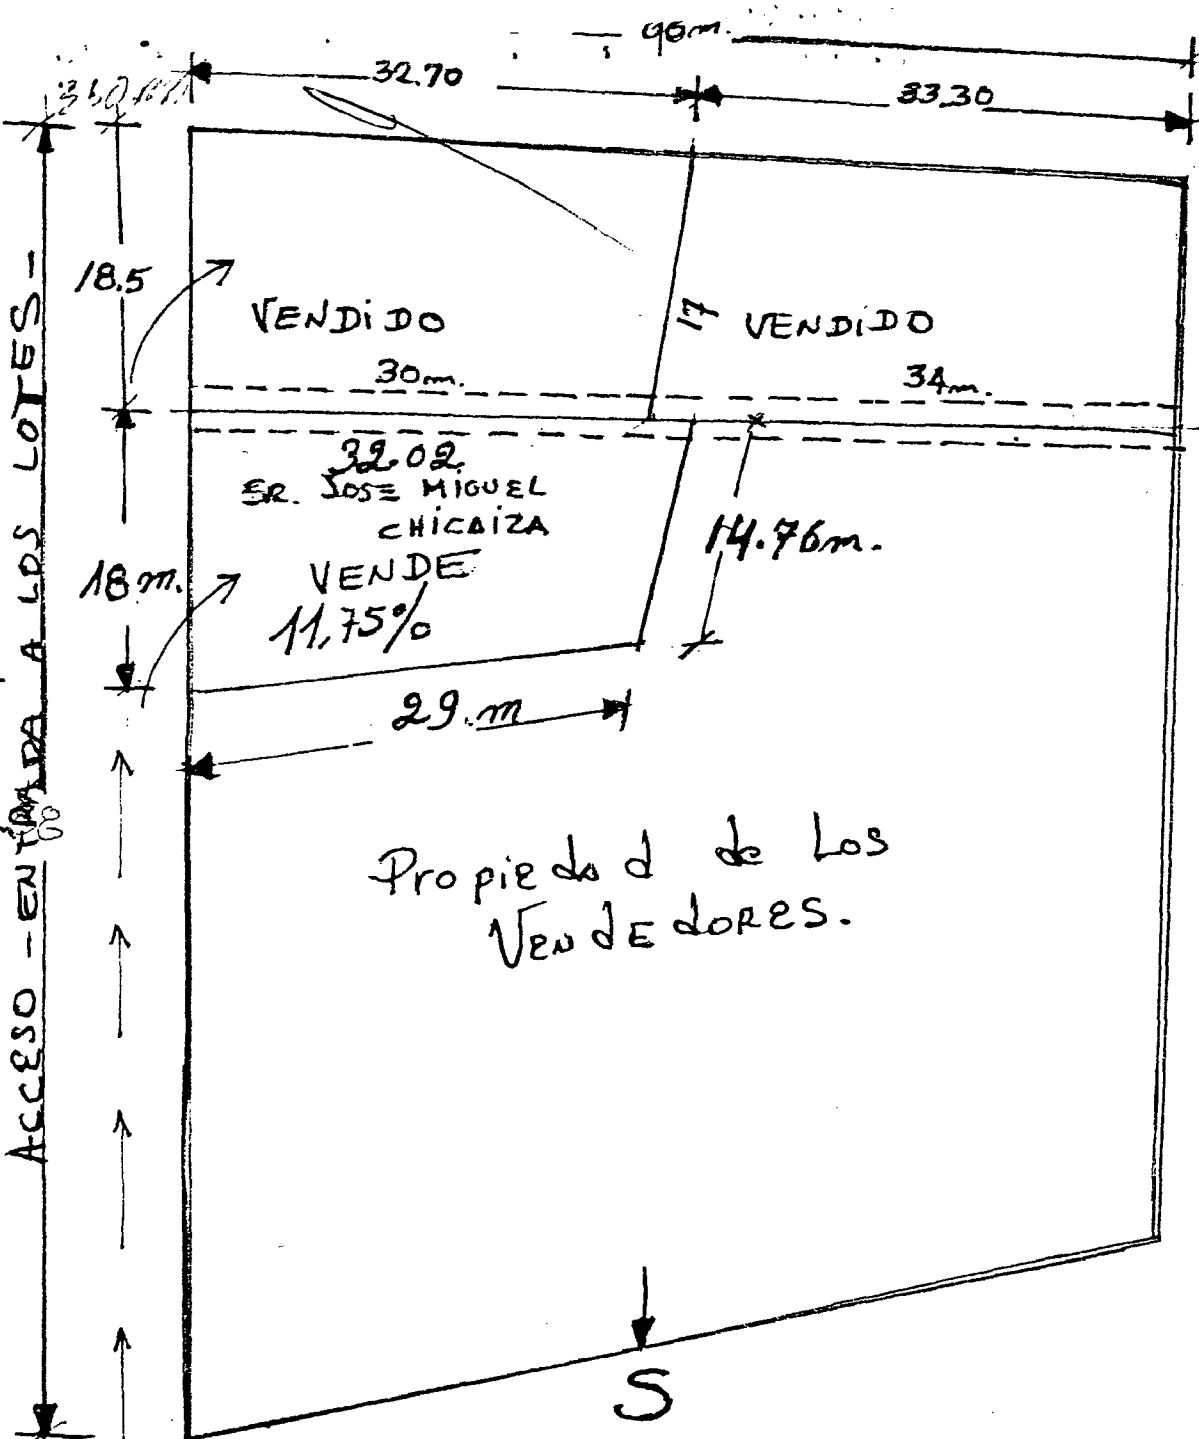 32.70
33.30
18.5
VENDIDO
17
VENDIDO
30m.
34m.
32.02
SR. JOSE MIGUEL
CHICAIZA
VENDE
11,75%
14.76m.
18m.
29.m
ACCESO - ENTRADA A LOS LOTES -
Propiedad de Los
VENdEdORES.
S